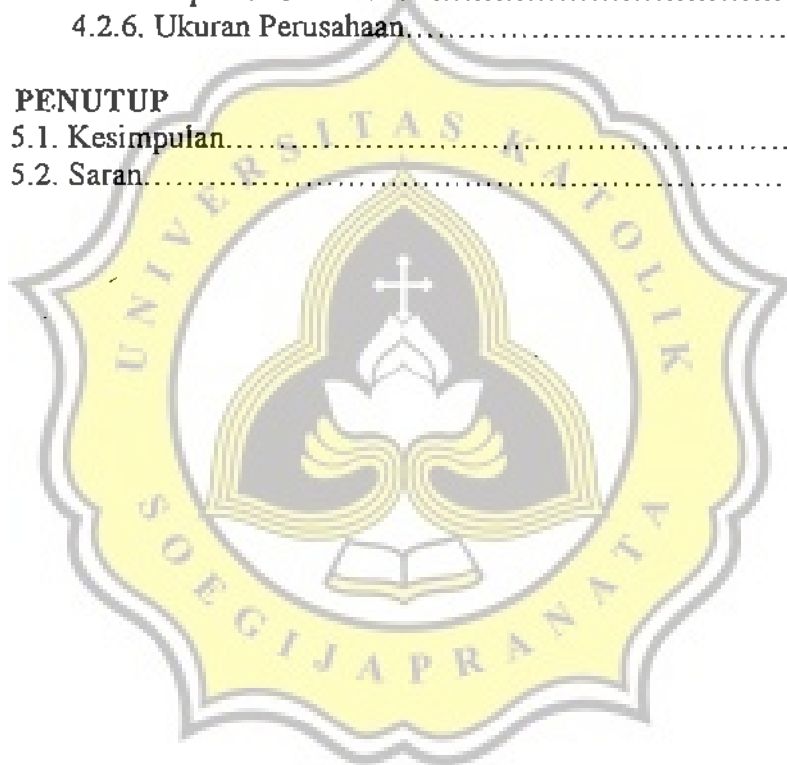 4.2.6. Ukuran Perusahaan.........................................
PENUTUP
5.1. Kesimpulan.......................................................................
5.2. Saran.................................................................................
UNIVERSITAS KATOLIK
SOEGIJAPRANATA